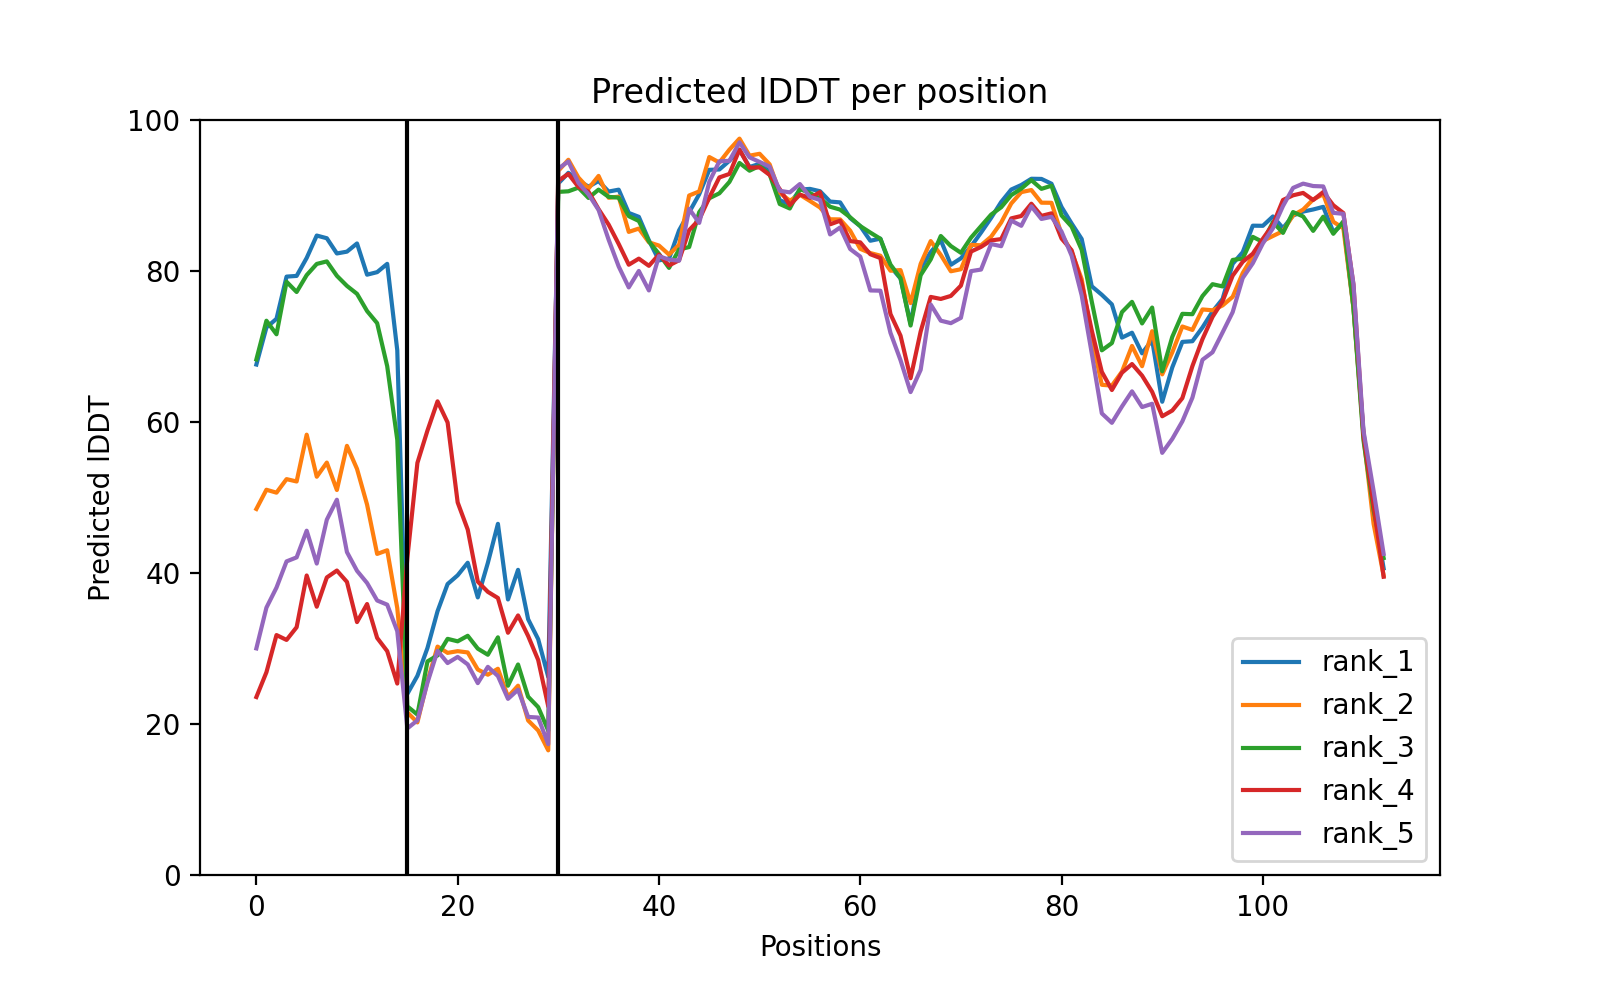 Predicted lDDT per position
100
80
60
40
20
0
Predicted lDDT
0 20 40 60 80 100
Positions
rank_1
rank_2
rank_3
rank_4
rank_5